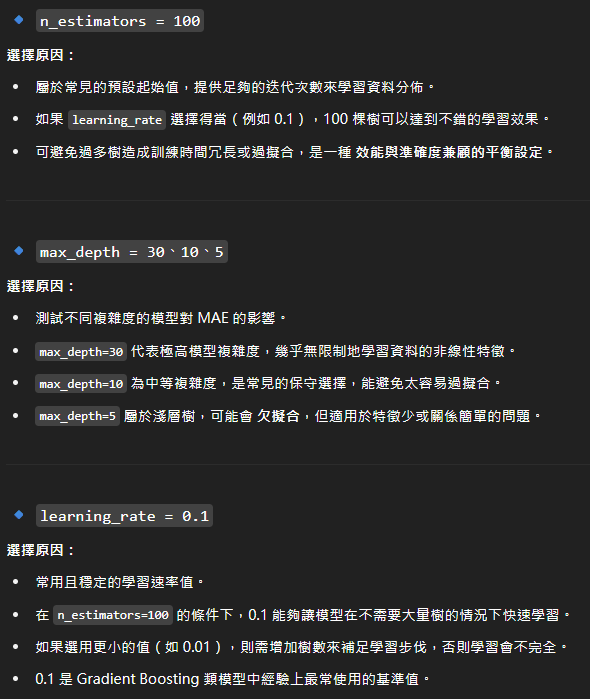 n_estimators = 100
選擇原因：
屬於常見的預設起始值，提供足夠的迭代次數來學習資料分佈。
如果 learning_rate 選擇得當（例如 0.1），100 棵樹可以達到不錯的學習效果。
可避免過多樹造成訓練時間冗長或過擬合，是一種 效能與準確度兼顧的平衡設定。
max_depth = 30、10、5
選擇原因：
測試不同複雜度的模型對 MAE 的影響。
max_depth=30 代表極高模型複雜度，幾乎無限制地學習資料的非線性特徵。
max_depth=10 為中等複雜度，是常見的保守選擇，能避免太容易過擬合。
max_depth=5 屬於淺層樹，可能會 欠擬合，但適用於特徵少或關係簡單的問題。
learning_rate = 0.1
選擇原因：
常用且穩定的學習速率值。
在 n_estimators=100 的條件下，0.1 能夠讓模型在不需要大量樹的情況下快速學習。
如果選用更小的值（如 0.01），則需增加樹數來補足學習步伐，否則學習會不完全。
0.1 是 Gradient Boosting 類模型中經驗上最常使用的基準值。